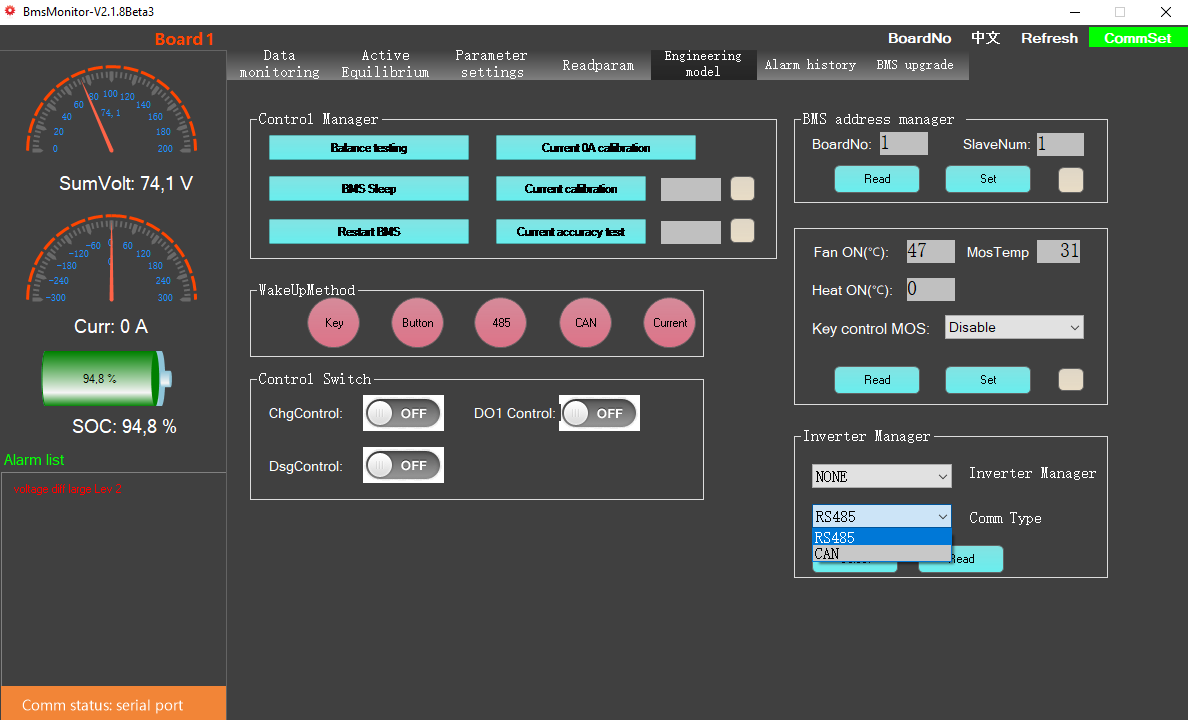 BmsMonitor-V2.1.8Beta3
BoardNo 中文 Refresh CommSet
Board 1
Data monitoring
Active Equilibrium
Parameter settings
Readparam
Engineering model
Alarm history
BMS upgrade
0 20 40 60 80 100 120 140 160 180 200
74,1
SumVolt: 74,1 V
-300 -240 -180 -120 -60 0 60 120 180 240 300
0
Curr: 0 A
94,8 %
SOC: 94,8 %
Alarm list
voltage dif large Lev 2
Comm status: serial port
Control Manager
Balance testing
Current 0A calibration
BMS Sleep
Current calibration
Restart BMS
Current accuracy test
WakeUpMethod
Key
Button
485
CAN
Current
Control Switch
ChgControl: OFF
DO1 Control: OFF
DsgControl: OFF
BMS address manager
BoardNo: 1
SlaveNum: 1
Read
Set
Fan ON(℃): 47
MosTemp 31
Heat ON(℃): 0
Key control MOS: Disable
Read
Set
Inverter Manager
NONE
Inverter Manager
RS485
Comm Type
RS485
CAN
Read